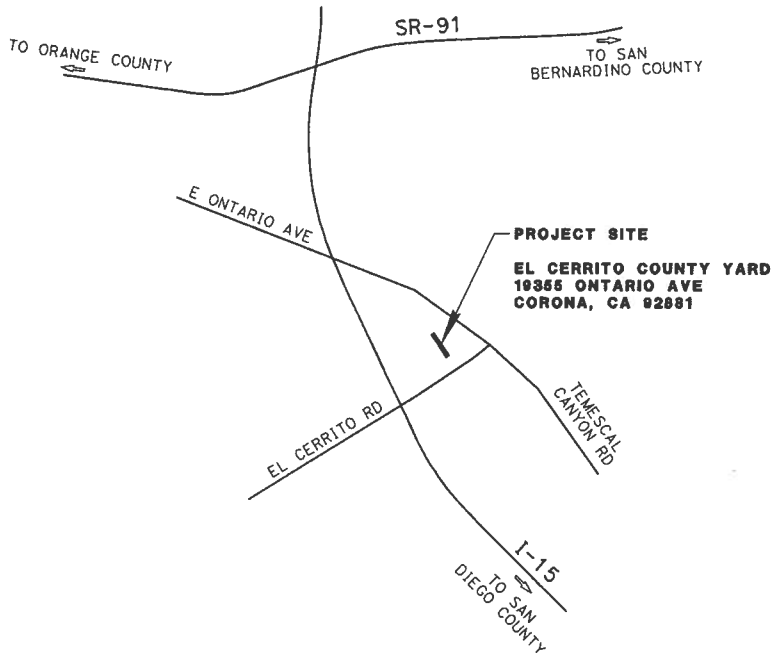 SR-91
TO ORANGE COUNTY
TO SAN
BERNARDINO COUNTY
E ONTARIO AVE
PROJECT SITE
EL CERRITO COUNTY YARD
19355 ONTARIO AVE
CORONA, CA 92881
EL CERRITO RD
TEMESCAL
CANYON RD
I-15
TO SAN
DIEGO COUNTY